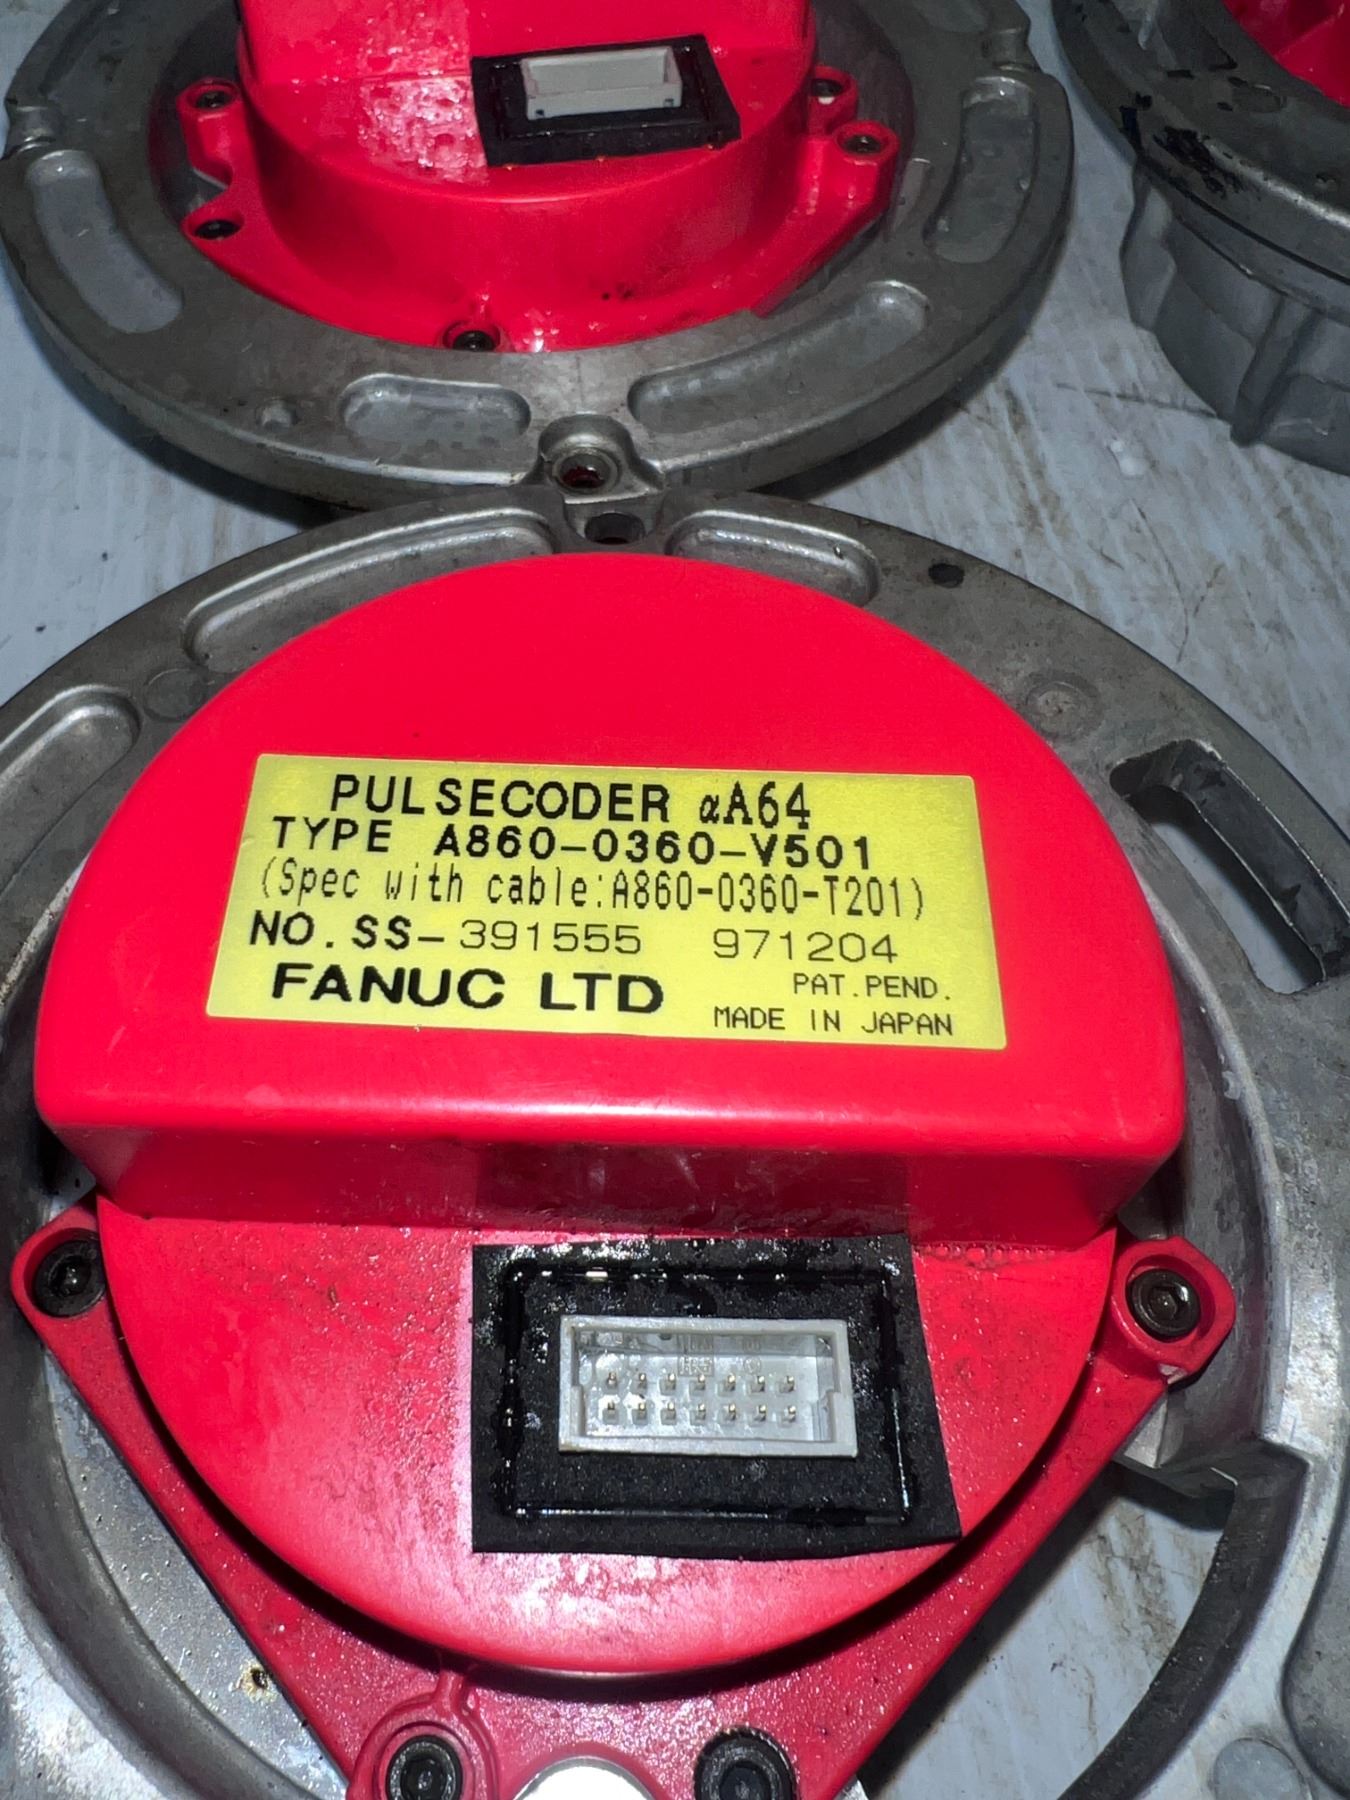 PULSECODER αA64
TYPE A860-0360-V501
(Spec with cable:A860-0360-T201)
NO.SS-391555 971204
FANUC LTD PAT.PEND.
MADE IN JAPAN